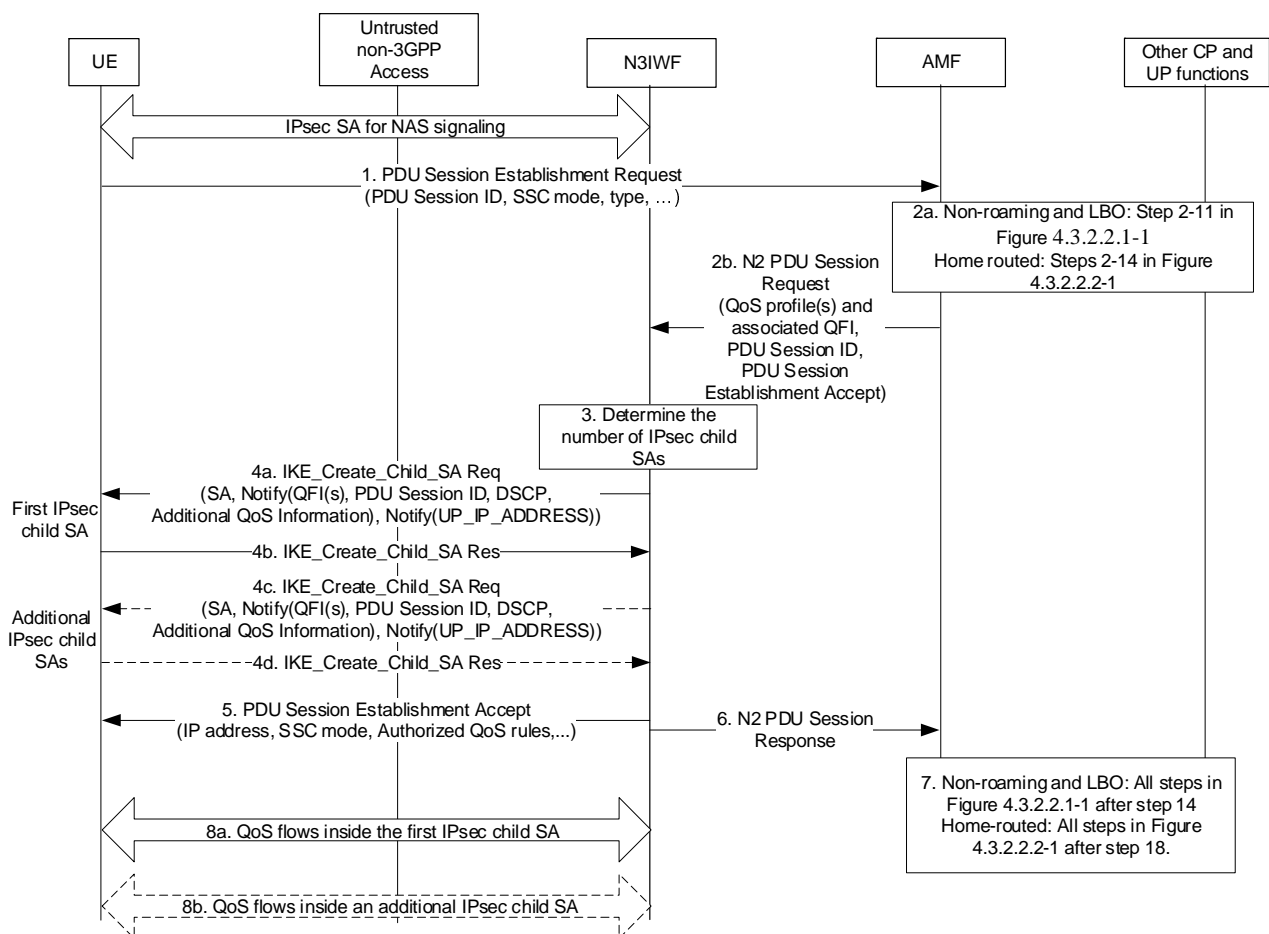 UE
Untrusted
non-3GPP
Access
N3IWF
AMF
Other CP and
UP functions
IPsec SA for NAS signaling
1. PDU Session Establishment Request
(PDU Session ID, SSC mode, type, …)
2a. Non-roaming and LBO: Step 2-11 in
Figure 4.3.2.2.1-1
Home routed: Steps 2-14 in Figure
4.3.2.2.2-1
2b. N2 PDU Session
Request
(QoS profile(s) and
associated QFI,
PDU Session ID,
PDU Session
Establishment Accept)
3. Determine the
number of IPsec child
SAs
4a. IKE_Create_Child_SA Req
(SA, Notify(QFI(s), PDU Session ID, DSCP,
Additional QoS Information), Notify(UP_IP_ADDRESS))
First IPsec
child SA
4b. IKE_Create_Child_SA Res
4c. IKE_Create_Child_SA Req
(SA, Notify(QFI(s), PDU Session ID, DSCP,
Additional QoS Information), Notify(UP_IP_ADDRESS))
Additional
IPsec child
SAs
4d. IKE_Create_Child_SA Res
5. PDU Session Establishment Accept
(IP address, SSC mode, Authorized QoS rules,...)
6. N2 PDU Session
Response
7. Non-roaming and LBO: All steps in
Figure 4.3.2.2.1-1 after step 14
Home-routed: All steps in Figure
4.3.2.2.2-1 after step 18.
8a. QoS flows inside the first IPsec child SA
8b. QoS flows inside an additional IPsec child SA